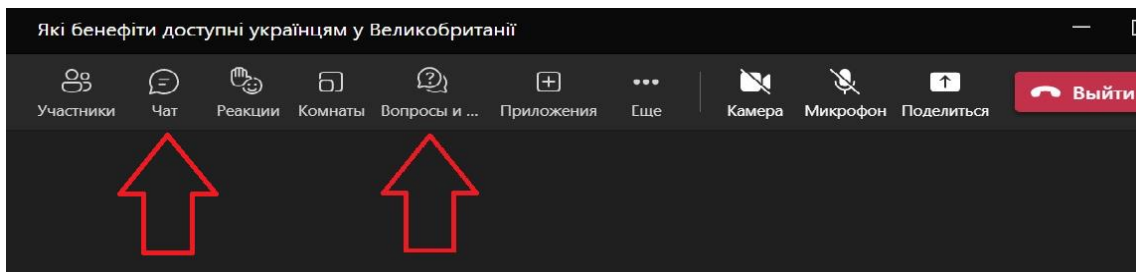 Які бенефіти доступні українцям у Великобританії
Участники Чат Реакции Комнаты Вопросы и ... Приложения Еще Камера Микрофон Поделиться Выйти